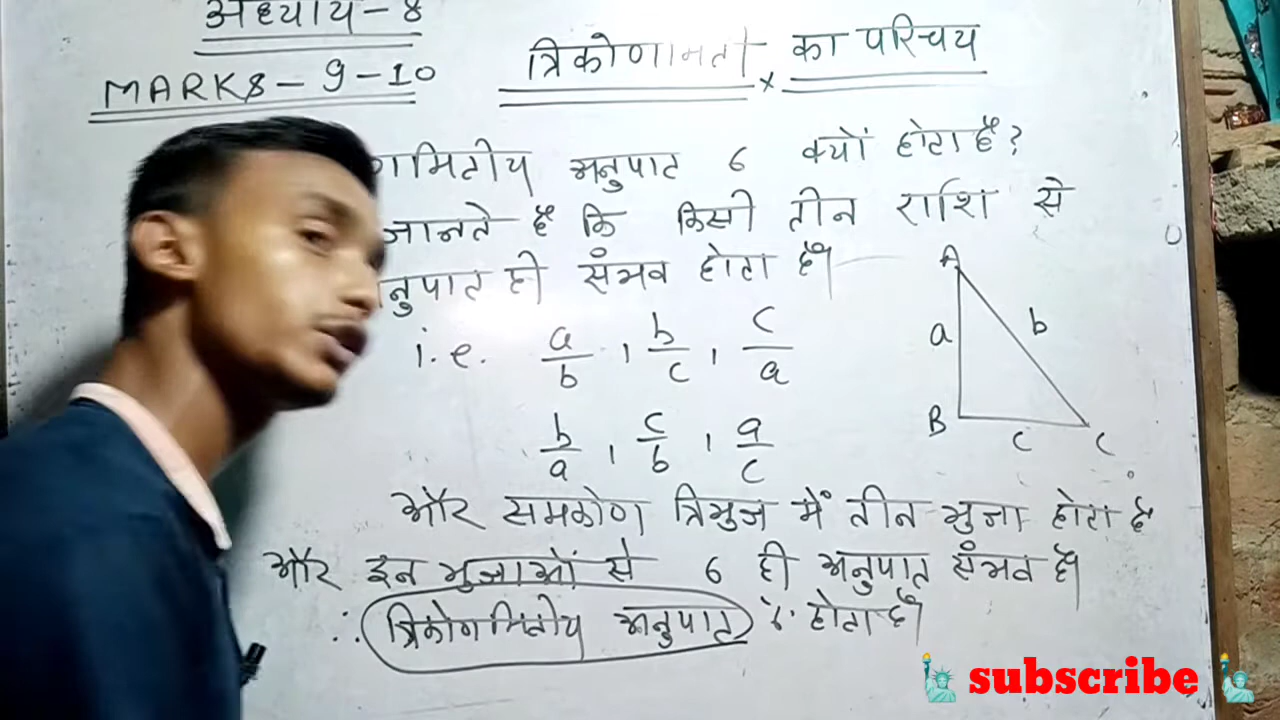 अध्याय-8
MARKS-9-10
त्रिकोणामती का परिचय
अनुपात 6 क्यों होता है?
जानते है कि किसी तीन राशि से
ही संभव होता है।
i.e. a/b, b/c, c/a
b/a, c/b, a/c
A
a b
B c C
और समकोण त्रिभुज में तीन भुजा होता है
और इन भुजाओं से 6 ही अनुपात संभव है।
∴ त्रिकोणमितीय अनुपात 6 होता है।
subscribe